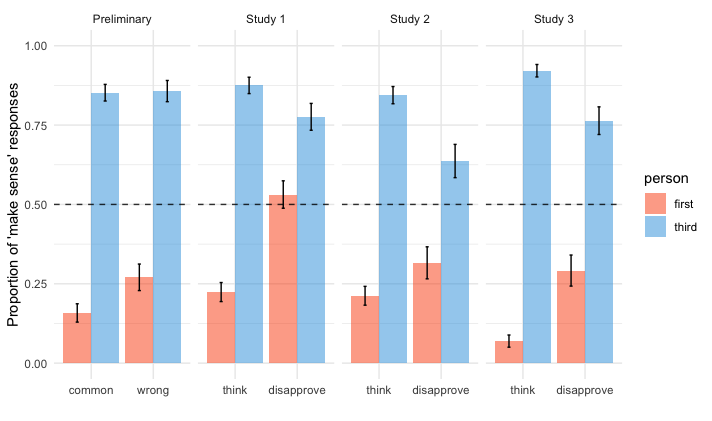 Preliminary Study 1 Study 2 Study 3
Proportion of 'make sense' responses
1.00
0.75
0.50
0.25
0.00
common wrong think disapprove think disapprove think disapprove
person
first
third